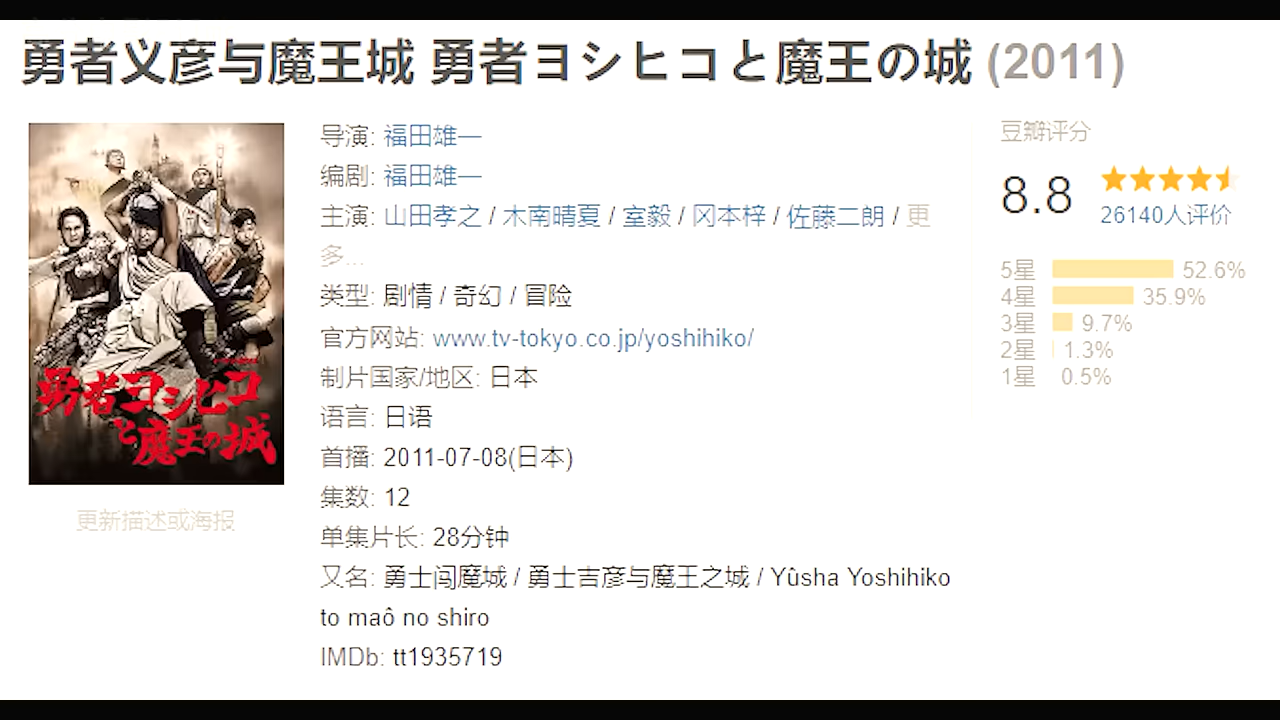 勇者义彦与魔王城 勇者ヨシヒコと魔王の城 (2011)
勇者ヨシヒコ
と魔王の城
更新描述或海报
导演: 福田雄一
编剧: 福田雄一
主演: 山田孝之 / 木南晴夏 / 室毅 / 冈本梓 / 佐藤二朗 / 更
多...
类型: 剧情 / 奇幻 / 冒险
官方网站: www.tv-tokyo.co.jp/yoshihiko/
制片国家/地区: 日本
语言: 日语
首播: 2011-07-08(日本)
集数: 12
单集片长: 28分钟
又名: 勇士闯魔城 / 勇士吉彦与魔王之城 / Yûsha Yoshihiko
to maô no shiro
IMDb: tt1935719
豆瓣评分
8.8
26140人评价
5星 52.6%
4星 35.9%
3星 9.7%
2星 1.3%
1星 0.5%